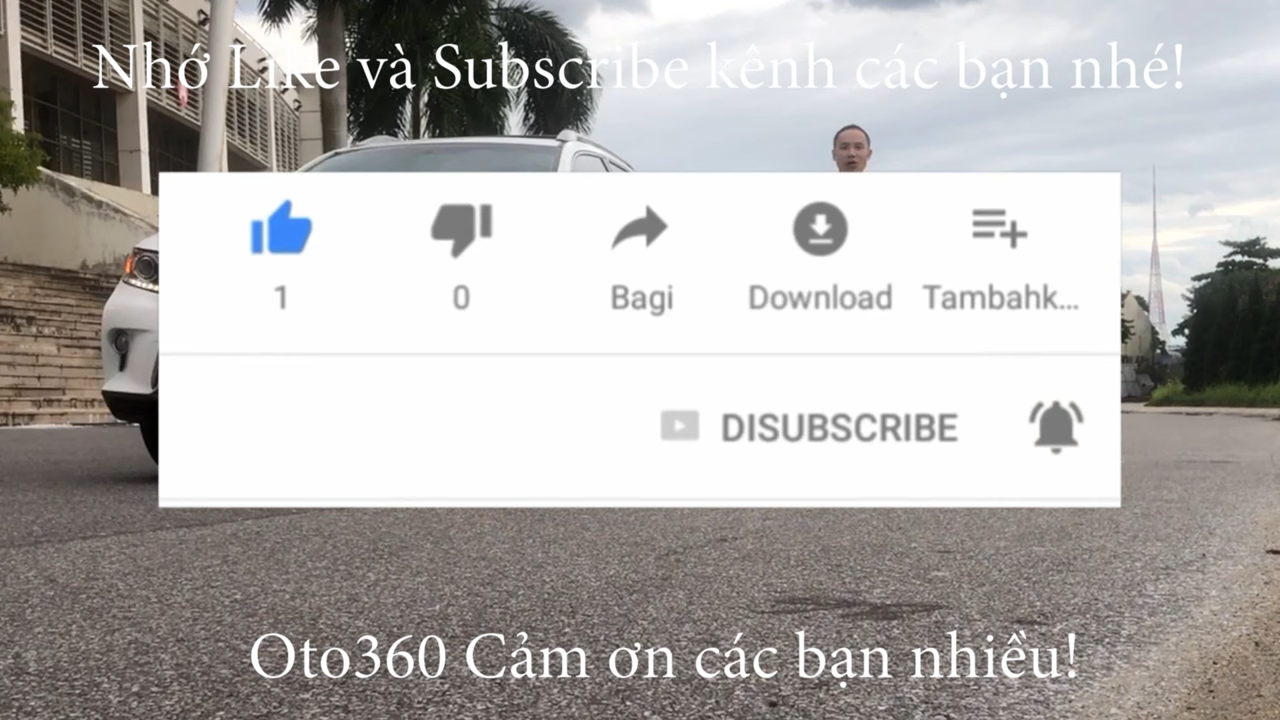 Nhớ Like và Subscribe kênh các bạn nhé!
1
0
Bagi
Download
Tambahk...
DISUBSCRIBE
Oto360 Cảm ơn các bạn nhiều!